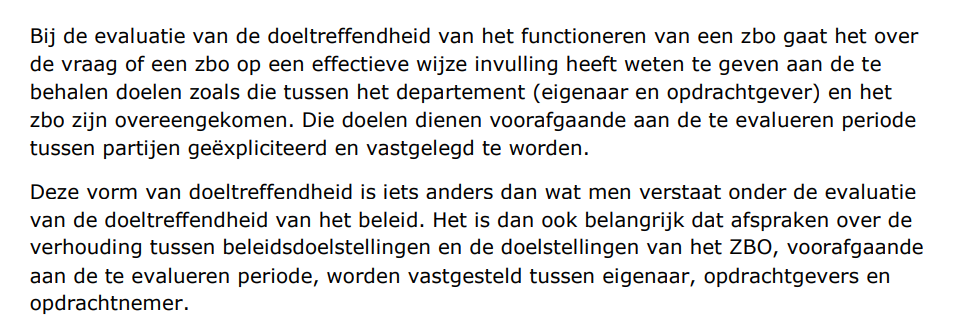 Bij de evaluatie van de doeltreffendheid van het functioneren van een zbo gaat het over
de vraag of een zbo op een effectieve wijze invulling heeft weten te geven aan de te
behalen doelen zoals die tussen het departement (eigenaar en opdrachtgever) en het
zbo zijn overeengekomen. Die doelen dienen voorafgaande aan de te evalueren periode
tussen partijen geëxpliciteerd en vastgelegd te worden.
Deze vorm van doeltreffendheid is iets anders dan wat men verstaat onder de evaluatie
van de doeltreffendheid van het beleid. Het is dan ook belangrijk dat afspraken over de
verhouding tussen beleidsdoelstellingen en de doelstellingen van het ZBO, voorafgaande
aan de te evalueren periode, worden vastgesteld tussen eigenaar, opdrachtgevers en
opdrachtnemer.